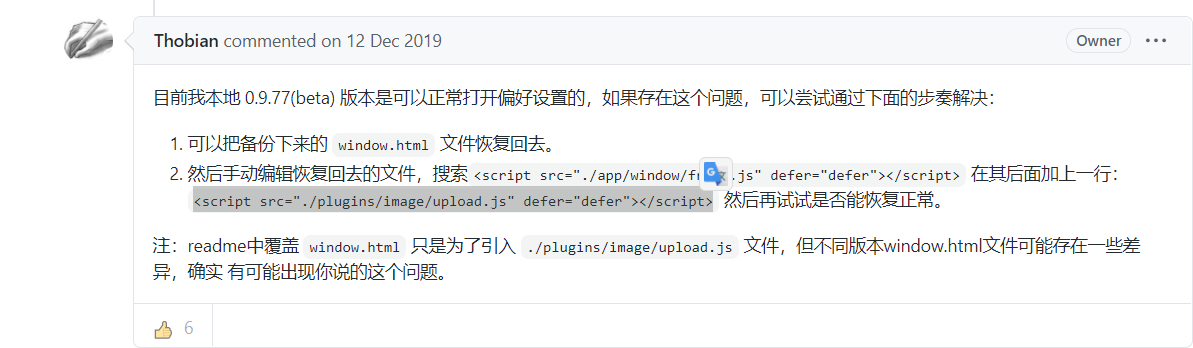 Thobian commented on 12 Dec 2019
Owner
目前我本地 0.9.77(beta) 版本是可以正常打开偏好设置的，如果存在这个问题，可以尝试通过下面的步奏解决：
1. 可以把备份下来的 window.html 文件恢复回去。
2. 然后手动编辑恢复回去的文件，搜索 <script src="./app/window/fr .js" defer="defer"></script> 在其后面加上一行：
<script src="./plugins/image/upload.js" defer="defer"></script> 然后再试试是否能恢复正常。
注：readme中覆盖 window.html 只是为了引入 ./plugins/image/upload.js 文件，但不同版本window.html文件可能存在一些差
异，确实 有可能出现你说的这个问题。
6